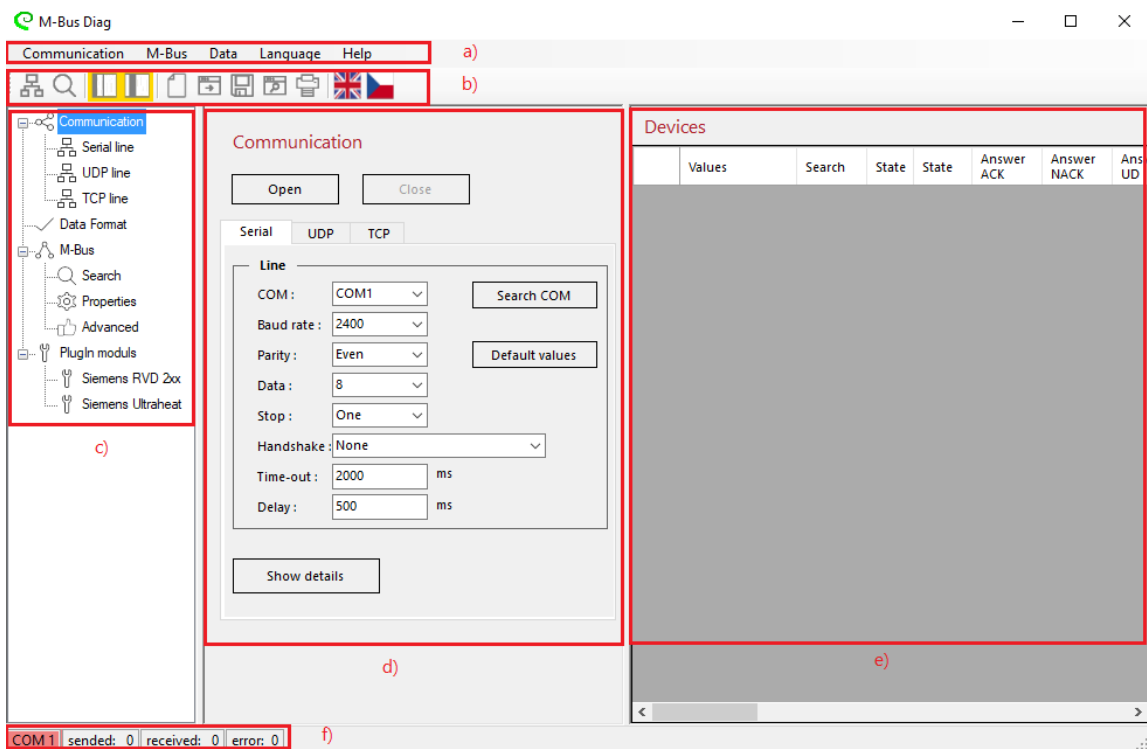 M-Bus Diag
Communication M-Bus Data Language Help a)
b)
Communication
Serial line
UDP line
TCP line
Data Format
M-Bus
Search
Properties
Advanced
PlugIn moduls
Siemens RVD 2xx
Siemens Ultraheat
c)
Communication
Open Close
Serial UDP TCP
Line
COM : COM1 Search COM
Baud rate : 2400
Parity : Even Default values
Data : 8
Stop : One
Handshake : None
Time-out : 2000 ms
Delay : 500 ms
Show details
d)
Devices
Values Search State State Answer ACK Answer NACK Ans UD
e)
COM 1 sended: 0 received: 0 error: 0 f)